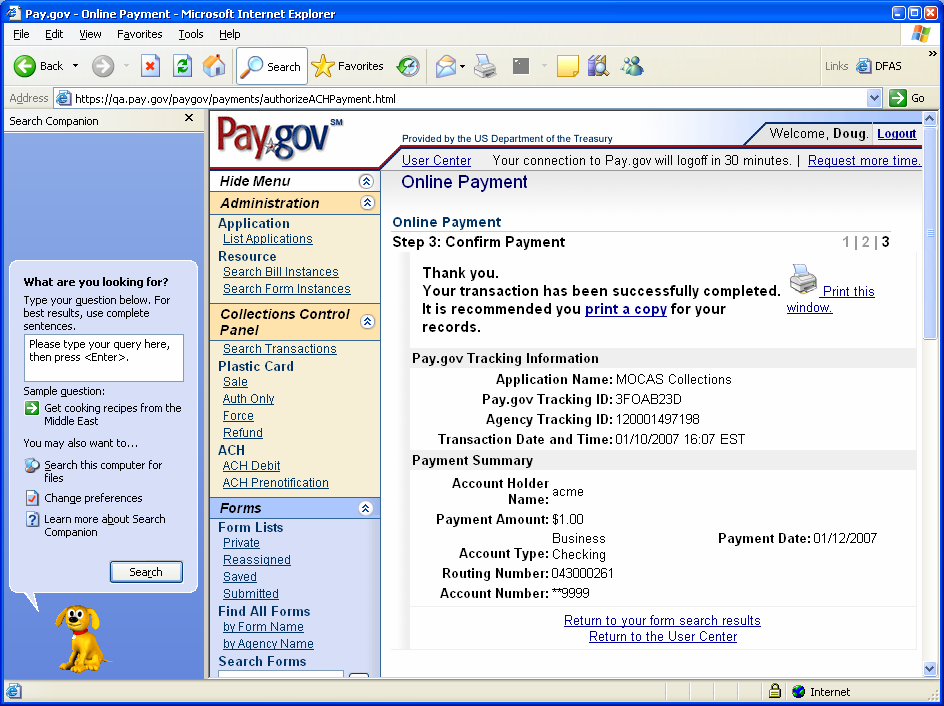 Pay.gov - Online Payment - Microsoft Internet Explorer
File Edit View Favorites Tools Help
Back Search Favorites Links DFAS
Address https://qa.pay.gov/paygov/payments/authorizeACHPayment.html Go
Search Companion
What are you looking for?
Type your question below. For
best results, use complete
sentences.
Please type your query here,
then press <Enter>.
Sample question:
Get cooking recipes from the
Middle East
You may also want to...
Search this computer for
files
Change preferences
Learn more about Search
Companion
Search
Pay.gov SM
Provided by the US Department of the Treasury
Welcome, Doug. Logout
User Center Your connection to Pay.gov will logoff in 30 minutes. | Request more time.
Hide Menu
Administration
Application
List Applications
Resource
Search Bill Instances
Search Form Instances
Collections Control
Panel
Search Transactions
Plastic Card
Sale
Auth Only
Force
Refund
ACH
ACH Debit
ACH Prenotification
Forms
Form Lists
Private
Reassigned
Saved
Submitted
Find All Forms
by Form Name
by Agency Name
Search Forms
Online Payment
Online Payment
Step 3: Confirm Payment 1 | 2 | 3
Thank you.
Your transaction has been successfully completed.
It is recommended you print a copy for your
records.
Print this
window.
Pay.gov Tracking Information
Application Name: MOCAS Collections
Pay.gov Tracking ID: 3FOAB23D
Agency Tracking ID: 120001497198
Transaction Date and Time: 01/10/2007 16:07 EST
Payment Summary
Account Holder
Name: acme
Payment Amount: $1.00
Account Type: Business
Checking
Payment Date: 01/12/2007
Routing Number: 043000261
Account Number: **9999
Return to your form search results
Return to the User Center
Internet